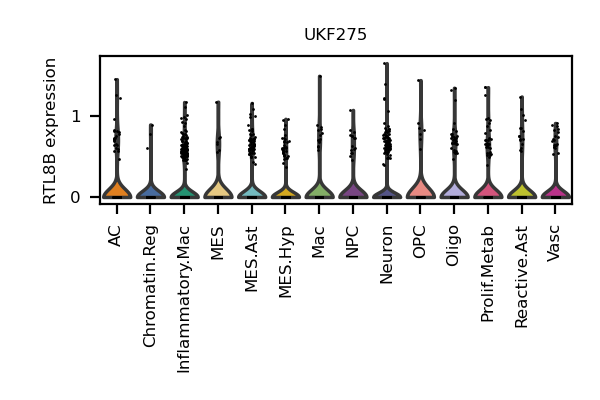 UKF275
RTL8B expression
1
0
AC
Chromatin.Reg
Inflammatory.Mac
MES
MES.Ast
MES.Hyp
Mac
NPC
Neuron
OPC
Oligo
Prolif.Metab
Reactive.Ast
Vasc